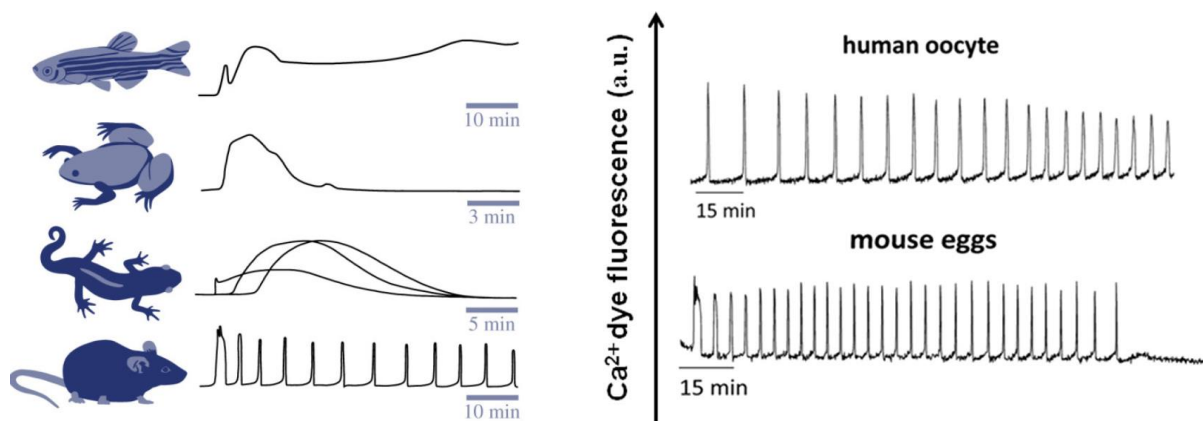 10 min
3 min
5 min
10 min
Ca²⁺ dye fluorescence (a.u.)
human oocyte
15 min
mouse eggs
15 min